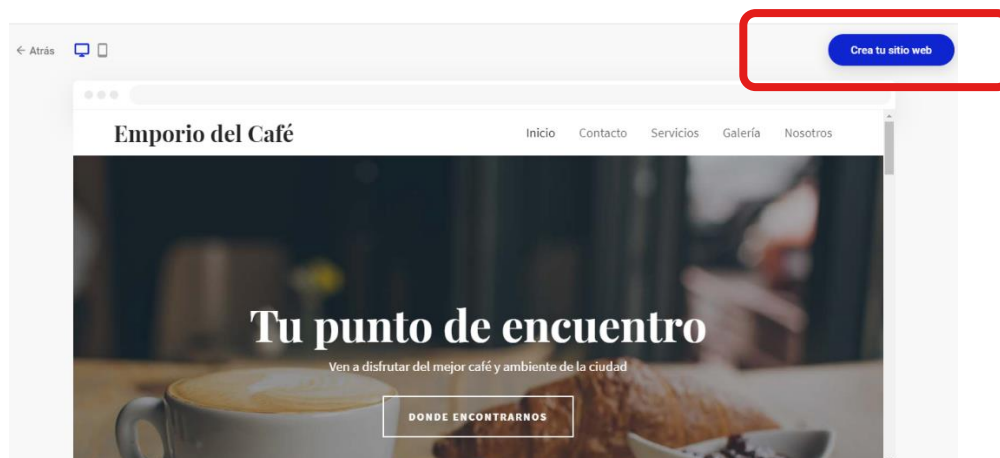 ← Atrás
Crea tu sitio web
Emporio del Café
Inicio Contacto Servicios Galería Nosotros
Tu punto de encuentro
Ven a disfrutar del mejor café y ambiente de la ciudad
DONDE ENCONTRARNOS